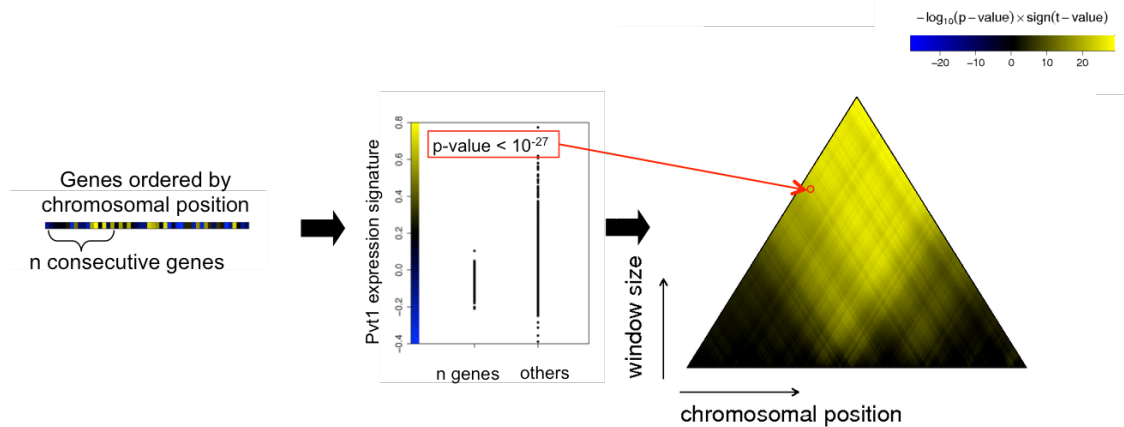 −log₁₀(p − value) × sign(t − value)
−20 −10 0 10 20
Genes ordered by
chromosomal position
n consecutive genes
Pvt1 expression signature
0.8
0.6
0.4
0.2
0.0
−0.2
−0.4
p-value < 10⁻²⁷
n genes others
window size
chromosomal position